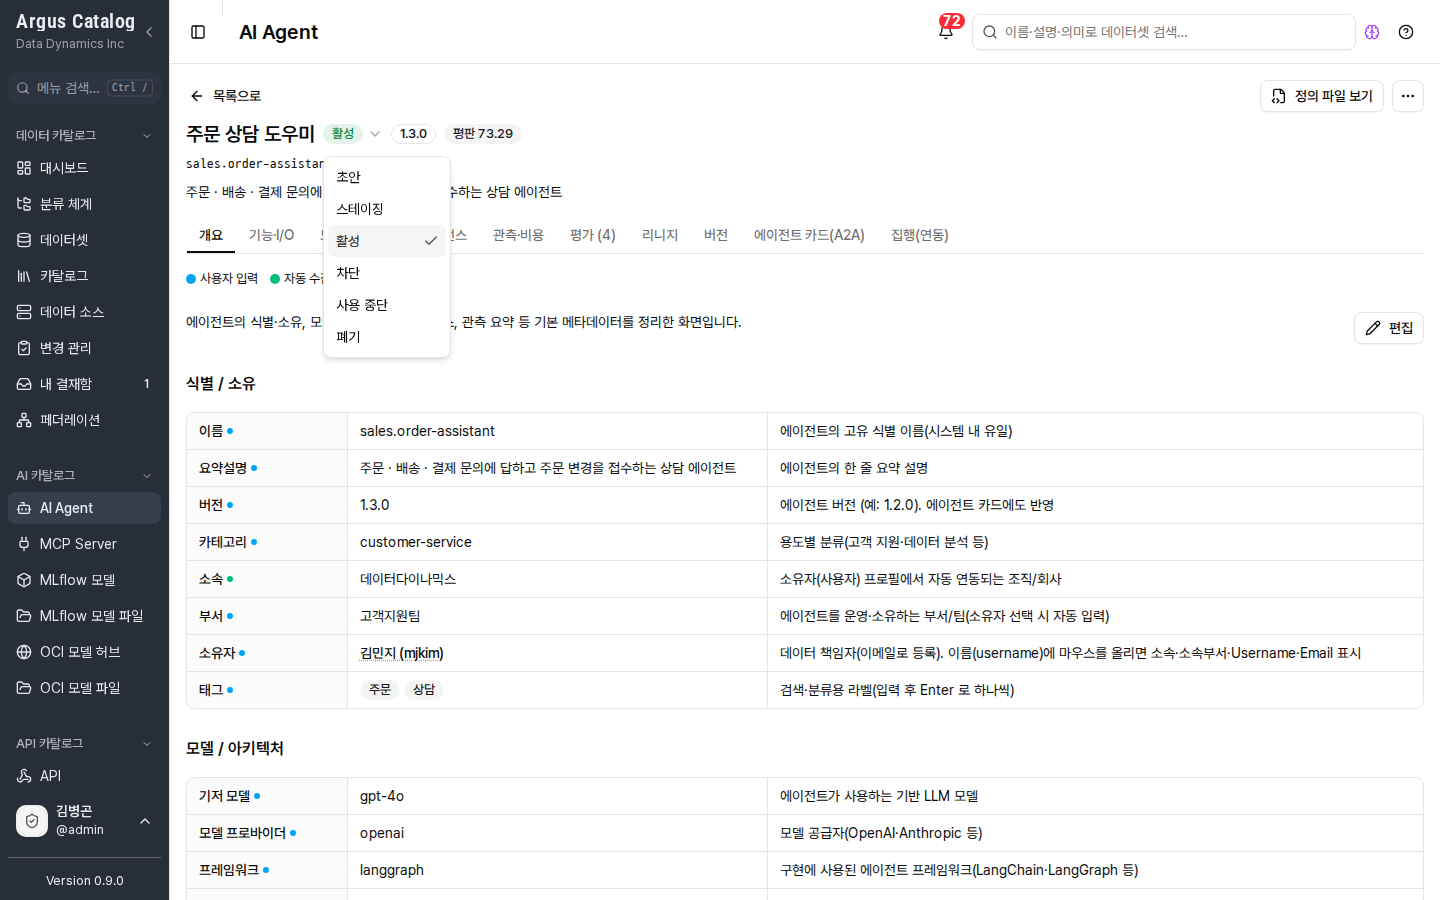 Argus Catalog
Data Dynamics Inc
메뉴 검색... Ctrl /
데이터 카탈로그
대시보드
분류 체계
데이터셋
카탈로그
데이터 소스
변경 관리
내 결재함 1
페더레이션
AI 카탈로그
AI Agent
MCP Server
MLflow 모델
MLflow 모델 파일
OCI 모델 허브
OCI 모델 파일
API 카탈로그
API
김병곤
@admin
Version 0.9.0
AI Agent
72
이름·설명·의미로 데이터셋 검색...
목록으로
정의 파일 보기
주문 상담 도우미 활성 1.3.0 평판 73.29
sales.order-assistan
주문 · 배송 · 결제 문의에 수하는 상담 에이전트
초안
스테이징
활성
차단
사용 중단
폐기
개요 기능·I/O 관측·비용 평가 (4) 리니지 버전 에이전트 카드(A2A) 집행(연동)
사용자 입력 자동 수
에이전트의 식별·소유, 모 관측 요약 등 기본 메타데이터를 정리한 화면입니다.
편집
식별 / 소유
이름 sales.order-assistant 에이전트의 고유 식별 이름(시스템 내 유일)
요약설명 주문 · 배송 · 결제 문의에 답하고 주문 변경을 접수하는 상담 에이전트 에이전트의 한 줄 요약 설명
버전 1.3.0 에이전트 버전 (예: 1.2.0). 에이전트 카드에도 반영
카테고리 customer-service 용도별 분류(고객 지원·데이터 분석 등)
소속 데이터다이나믹스 소유자(사용자) 프로필에서 자동 연동되는 조직/회사
부서 고객지원팀 에이전트를 운영·소유하는 부서/팀(소유자 선택 시 자동 입력)
소유자 김민지 (mjkim) 데이터 책임자(이메일로 등록). 이름(username)에 마우스를 올리면 소속·소속부서·Username·Email 표시
태그 주문 상담 검색·분류용 라벨(입력 후 Enter 로 하나씩)
모델 / 아키텍처
기저 모델 gpt-4o 에이전트가 사용하는 기반 LLM 모델
모델 프로바이더 openai 모델 공급자(OpenAI·Anthropic 등)
프레임워크 langgraph 구현에 사용된 에이전트 프레임워크(LangChain·LangGraph 등)